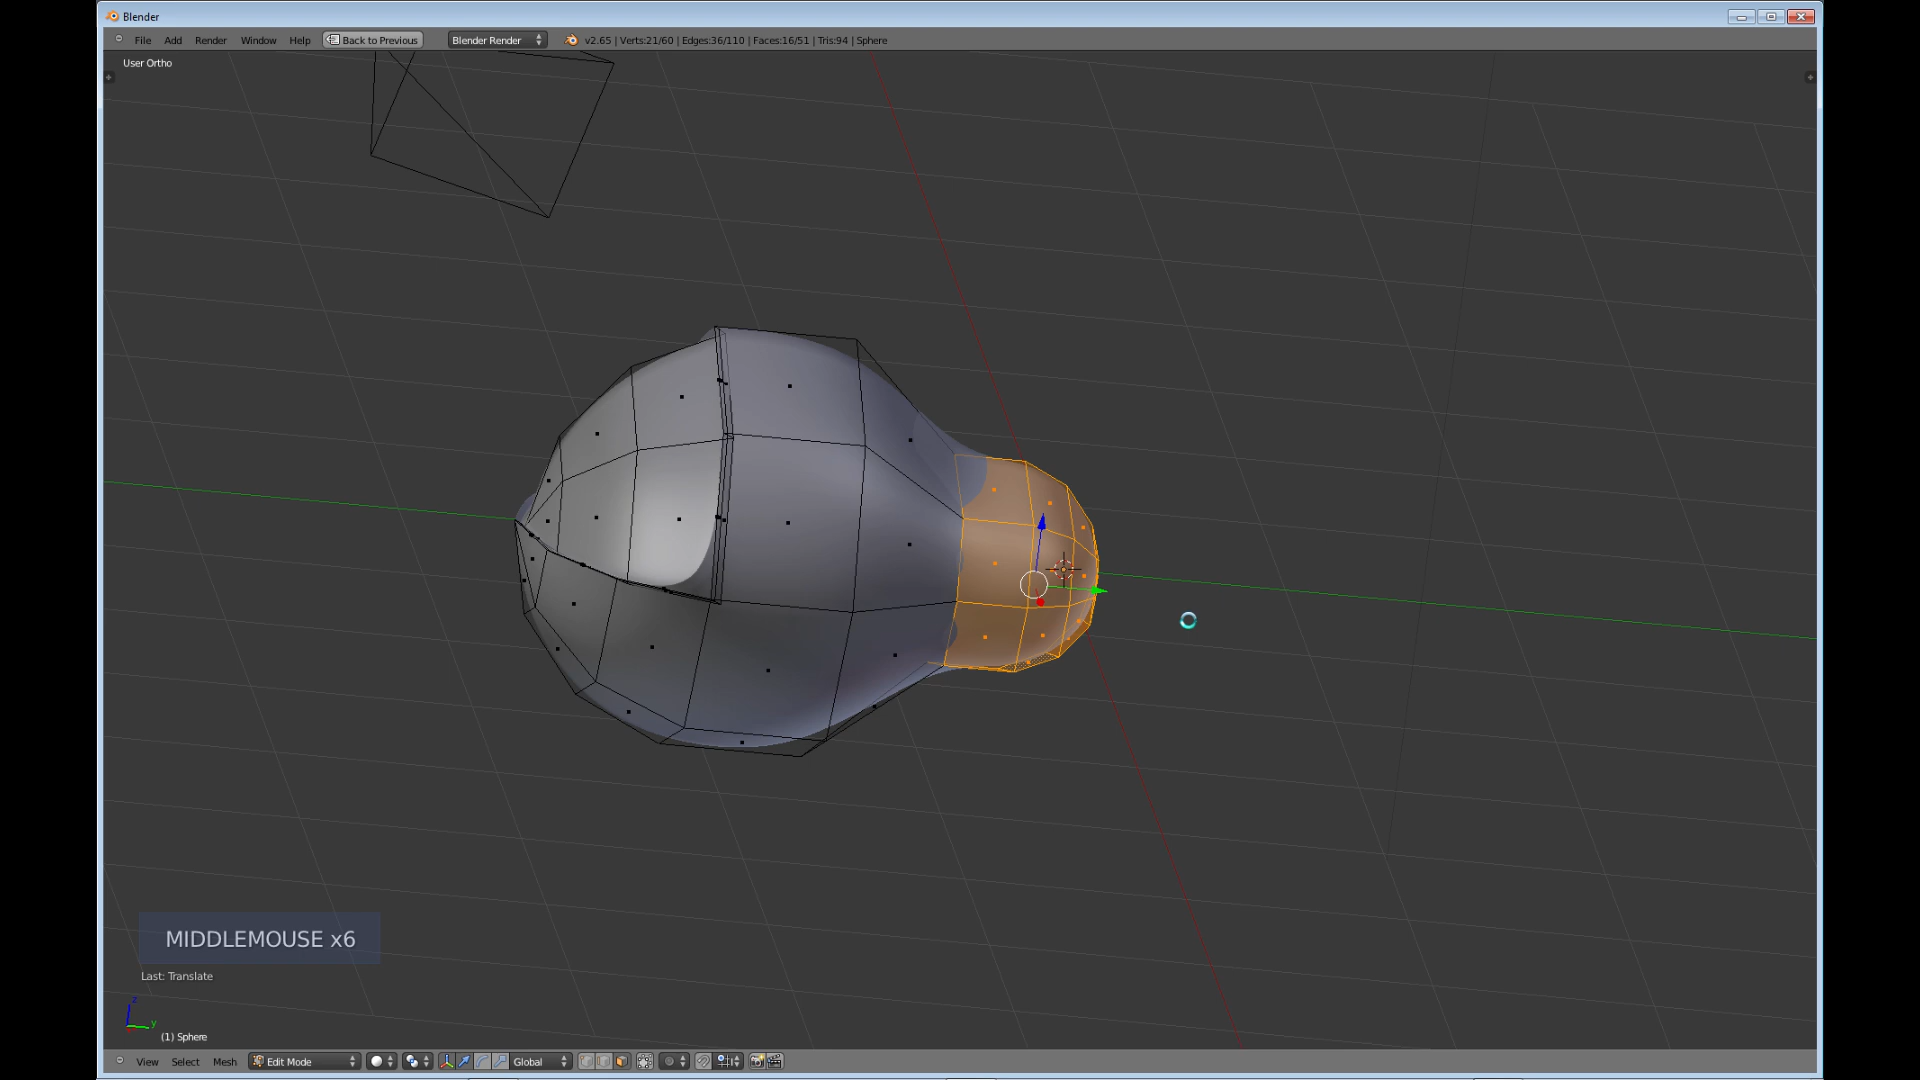 Blender
File Add Render Window Help Back to Previous Blender Render v2.65 | Verts:21/60 | Edges:36/110 | Faces:16/51 | Tris:94 | Sphere
User Ortho
MIDDLEMOUSE x6
Last: Translate
z
y
(1) Sphere
View Select Mesh Edit Mode Global